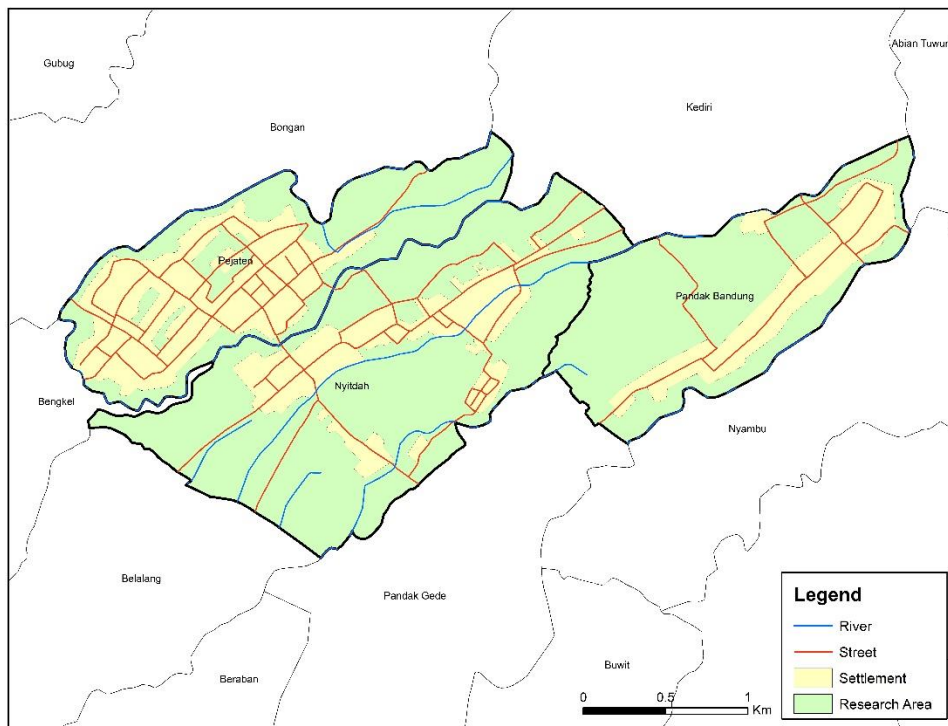 Abian Tuwun
Gubug
Kediri
Bongan
Pejaten
Pandak Bandung
Nyitdah
Bengkel
Nyambu
Belalang
Pandak Gede
Buwit
Beraban
Legend
River
Street
Settlement
Research Area
0 0.5 1
Km